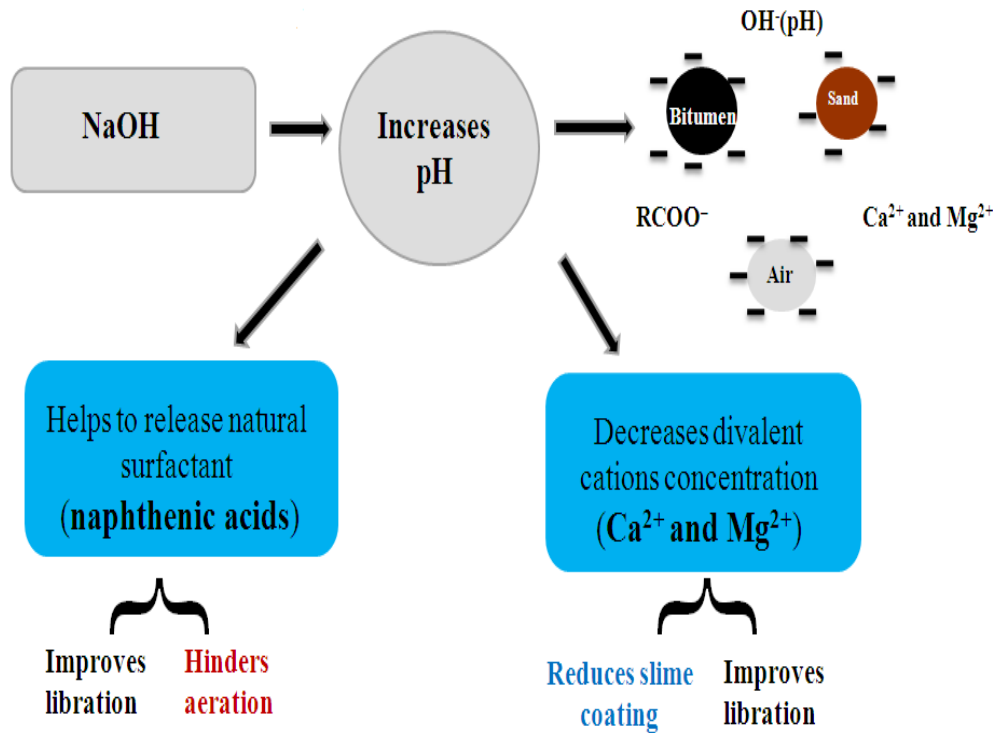 OH⁻(pH)
NaOH
Increases
pH
Bitumen
Sand
RCOO⁻
Ca²⁺ and Mg²⁺
Air
Helps to release natural
surfactant
(naphthenic acids)
Decreases divalent
cations concentration
(Ca²⁺ and Mg²⁺)
Improves
libration
Hinders
aeration
Reduces slime
coating
Improves
libration